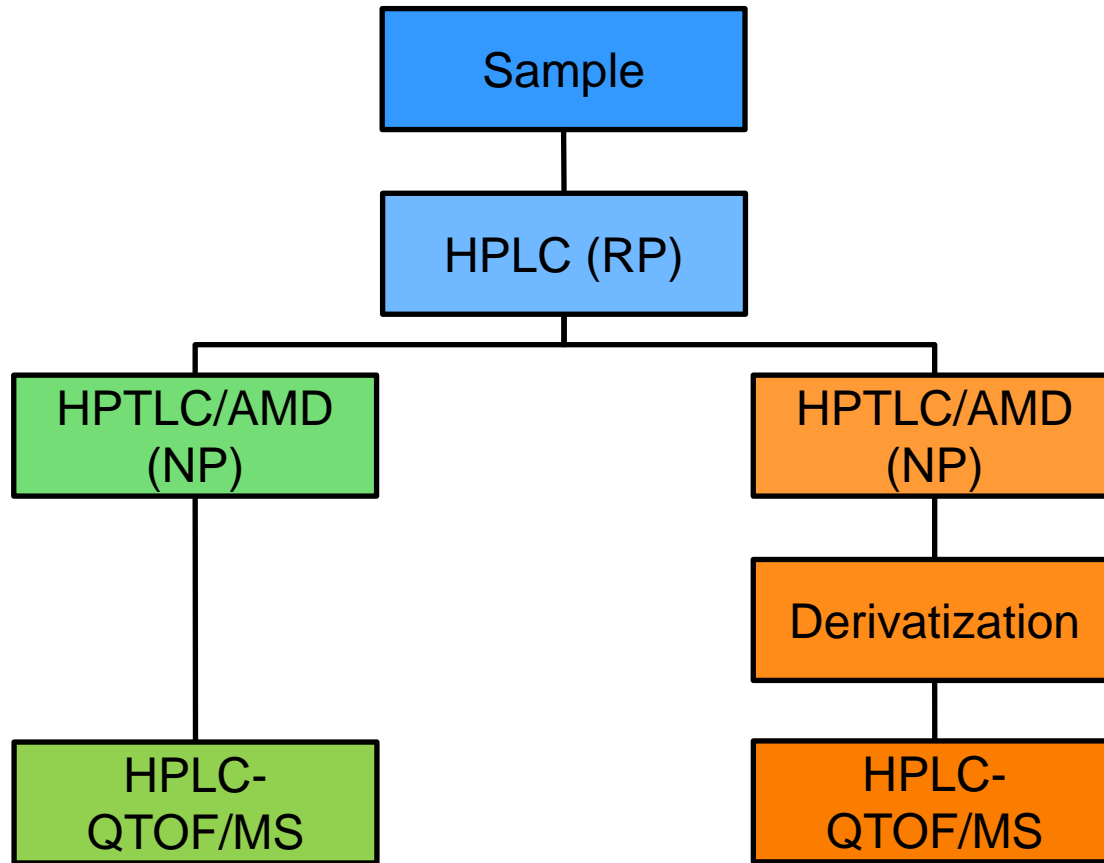 Sample
HPLC (RP)
HPTLC/AMD
(NP)
HPTLC/AMD
(NP)
Derivatization
HPLC-
QTOF/MS
HPLC-
QTOF/MS